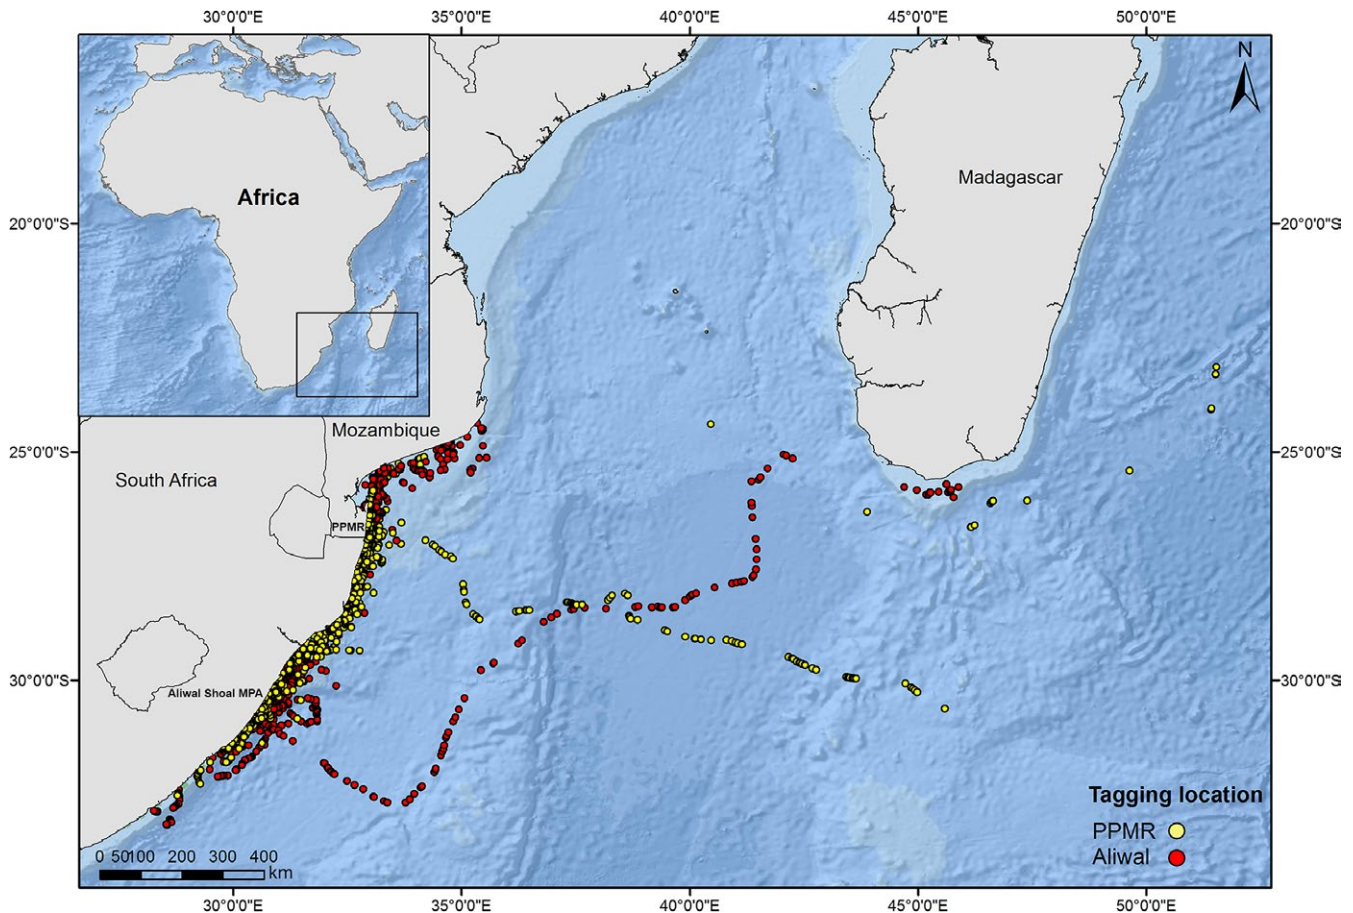 30°0'0"E 35°0'0"E 40°0'0"E 45°0'0"E 50°0'0"E
N
Africa
Madagascar
20°0'0"S 20°0'0"S
Mozambique
25°0'0"S 25°0'0"S
South Africa
PPMR
30°0'0"S 30°0'0"S
Aliwal Shoal MPA
Tagging location
PPMR
Aliwal
0 50100 200 300 400
km
30°0'0"E 35°0'0"E 40°0'0"E 45°0'0"E 50°0'0"E